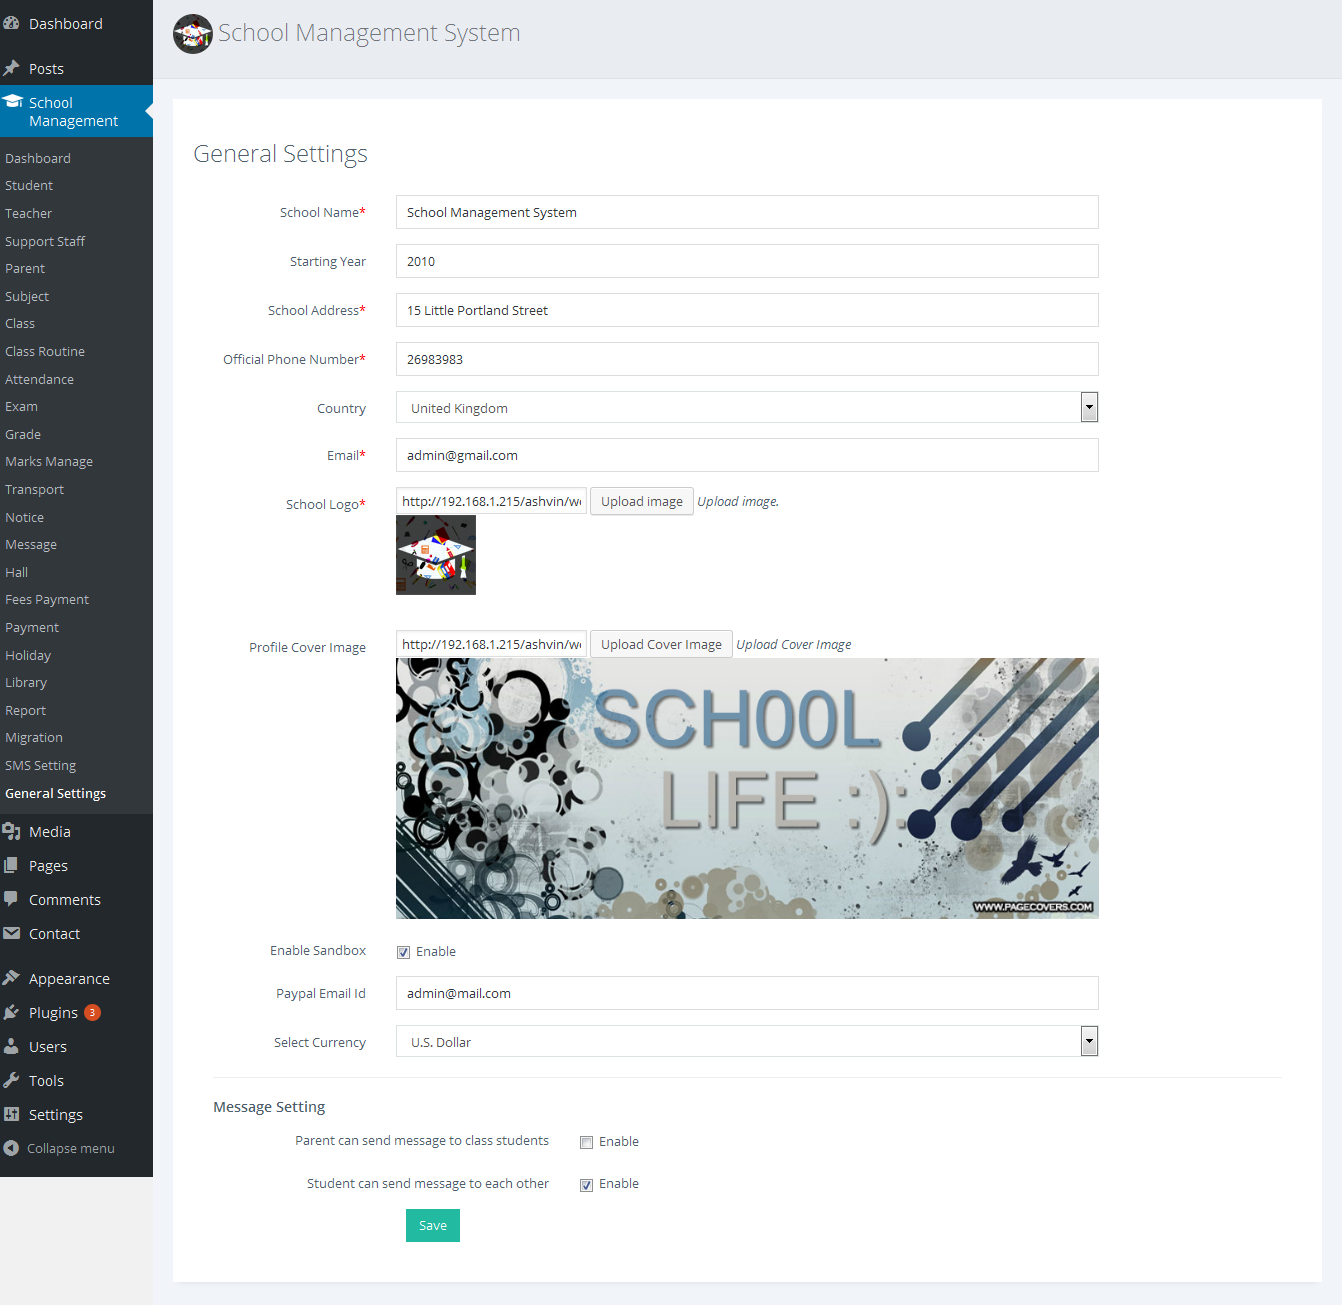 Dashboard
Posts
School
Management
Dashboard
Student
Teacher
Support Staff
Parent
Subject
Class
Class Routine
Attendance
Exam
Grade
Marks Manage
Transport
Notice
Message
Hall
Fees Payment
Payment
Holiday
Library
Report
Migration
SMS Setting
General Settings
Media
Pages
Comments
Contact
Appearance
Plugins 3
Users
Tools
Settings
Collapse menu
School Management System
General Settings
School Name* School Management System
Starting Year 2010
School Address* 15 Little Portland Street
Official Phone Number* 26983983
Country United Kingdom
Email* admin@gmail.com
School Logo* http://192.168.1.215/ashvin/w Upload image Upload image.
Profile Cover Image http://192.168.1.215/ashvin/w Upload Cover Image Upload Cover Image
SCH00L
LIFE :):
WWW.PAGECOVERS.COM
Enable Sandbox Enable
Paypal Email Id admin@mail.com
Select Currency U.S. Dollar
Message Setting
Parent can send message to class students Enable
Student can send message to each other Enable
Save